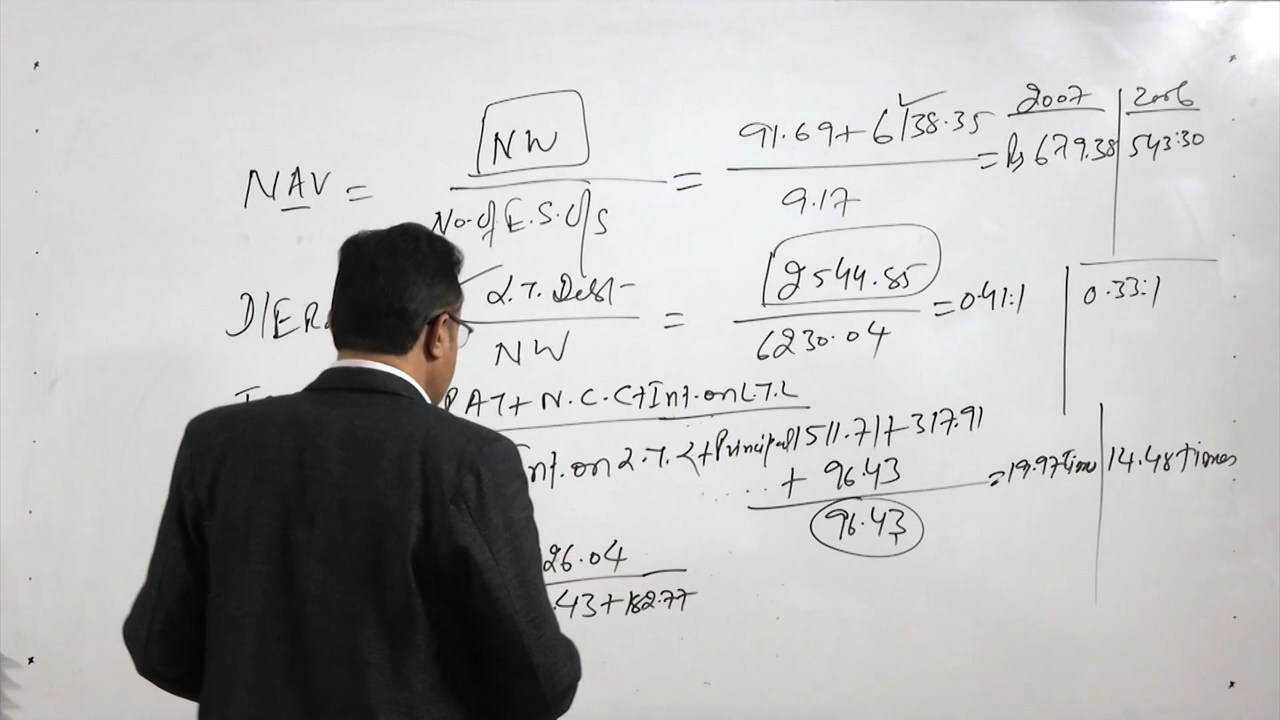 NAV = NW / No. of E. S. o/s = 91.69 + 6138.35 / 9.17 = Rs 679.38 543.30
2007 2006
D/E L.T. Debt / NW = 2544.85 / 6230.04 = 0.41:1 0.33:1
PAT + N.C.C + Int. on L.T.L
Int. on L.T.L + Principal 1511.71 + 317.91
+ 96.43 = 19.97 Times 14.48 times
96.43
26.04
.43 + 182.77